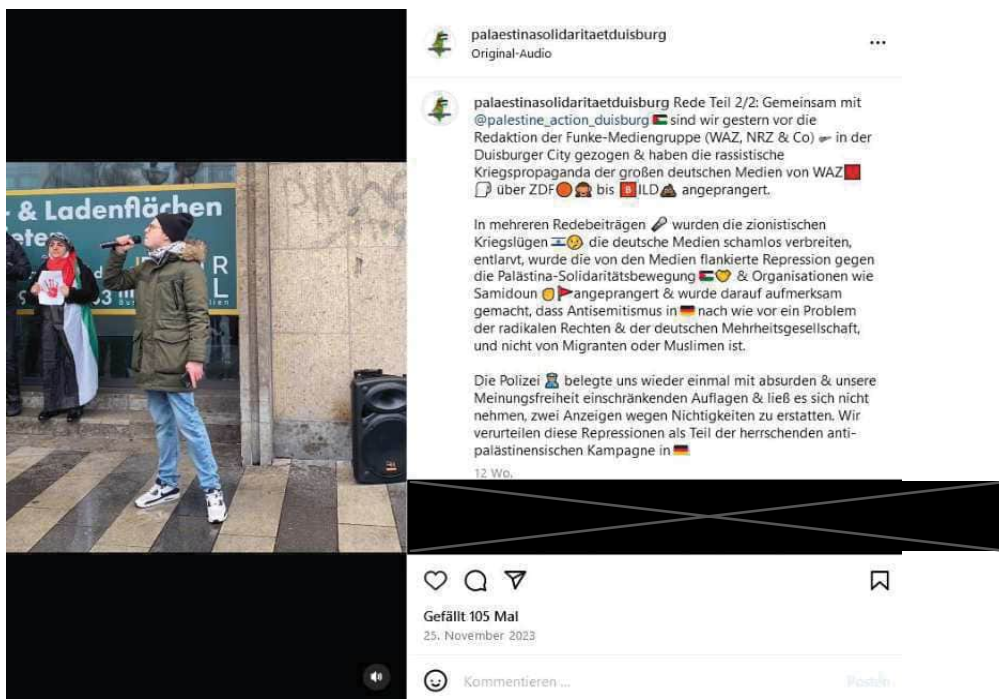 palaestinasolidaritaetduisburg
Original-Audio
palaestinasolidaritaetduisburg Rede Teil 2/2: Gemeinsam mit
@palestine_action_duisburg 🇵🇸 sind wir gestern vor die
Redaktion der Funke-Mediengruppe (WAZ, NRZ & Co) in der
Duisburger City gezogen & haben die rassistische
Kriegspropaganda der großen deutschen Medien von WAZ
über ZDF bis BILD angeprangert.
In mehreren Redebeiträgen 🎤 wurden die zionistischen
Kriegslügen 🇮🇱 die deutsche Medien schamlos verbreiten,
entlarvt, wurde die von den Medien flankierte Repression gegen
die Palästina-Solidaritätsbewegung 🇵🇸 & Organisationen wie
Samidoun angeprangert & wurde darauf aufmerksam
gemacht, dass Antisemitismus in 🇩🇪 nach wie vor ein Problem
der radikalen Rechten & der deutschen Mehrheitsgesellschaft,
und nicht von Migranten oder Muslimen ist.
Die Polizei 👮 belegte uns wieder einmal mit absurden & unsere
Meinungsfreiheit einschränkenden Auflagen & ließ es sich nicht
nehmen, zwei Anzeigen wegen Nichtigkeiten zu erstatten. Wir
verurteilen diese Repressionen als Teil der herrschenden anti-
palästinensischen Kampagne in 🇩🇪
12 Wo.
& Ladenflächen
Gefällt 105 Mal
25. November 2023
Kommentieren ...
Posten